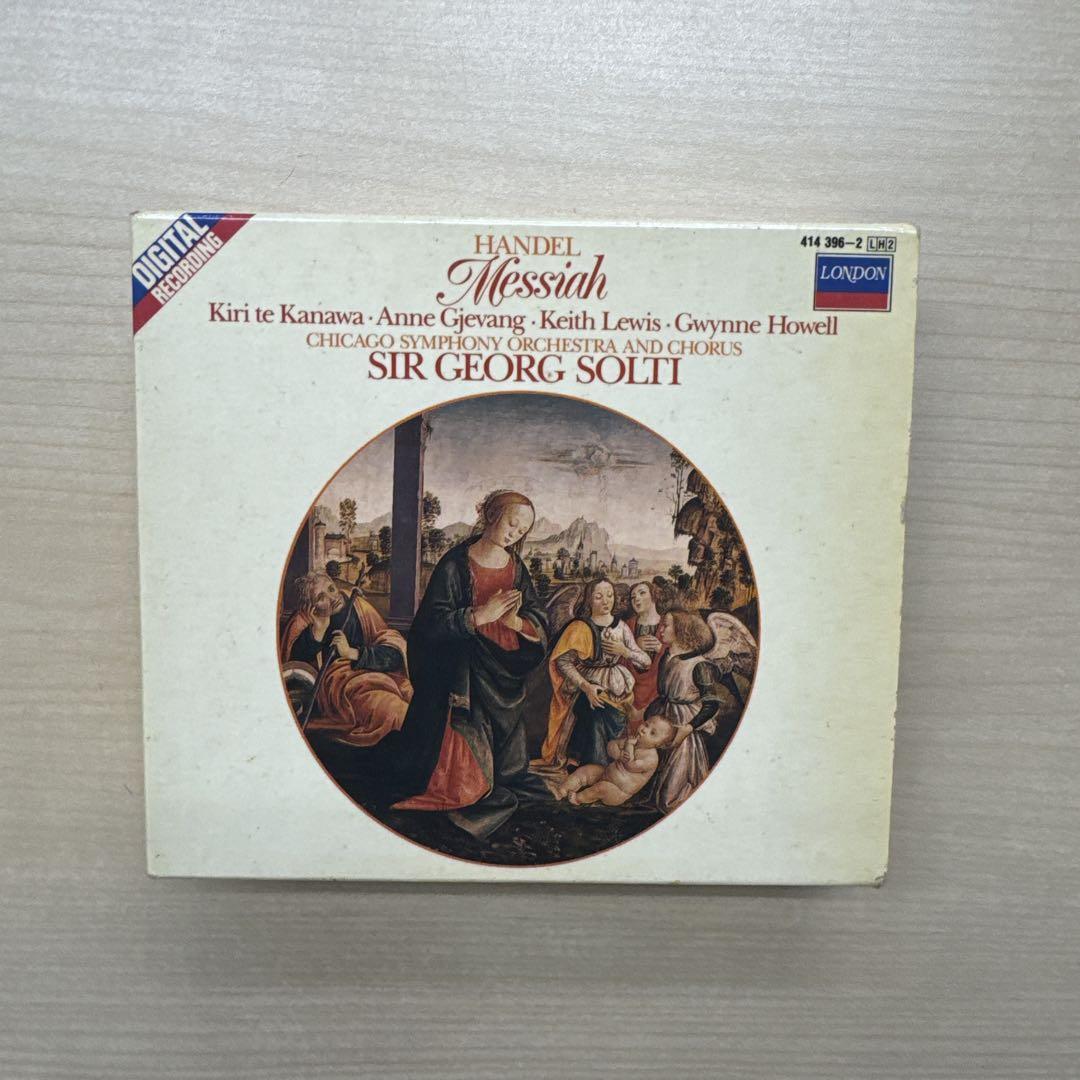 DIGITAL
RECORDING
HANDEL
Messiah
414 396-2 LH2
LONDON
Kiri te Kanawa · Anne Gjevang · Keith Lewis · Gwynne Howell
CHICAGO SYMPHONY ORCHESTRA AND CHORUS
SIR GEORG SOLTI